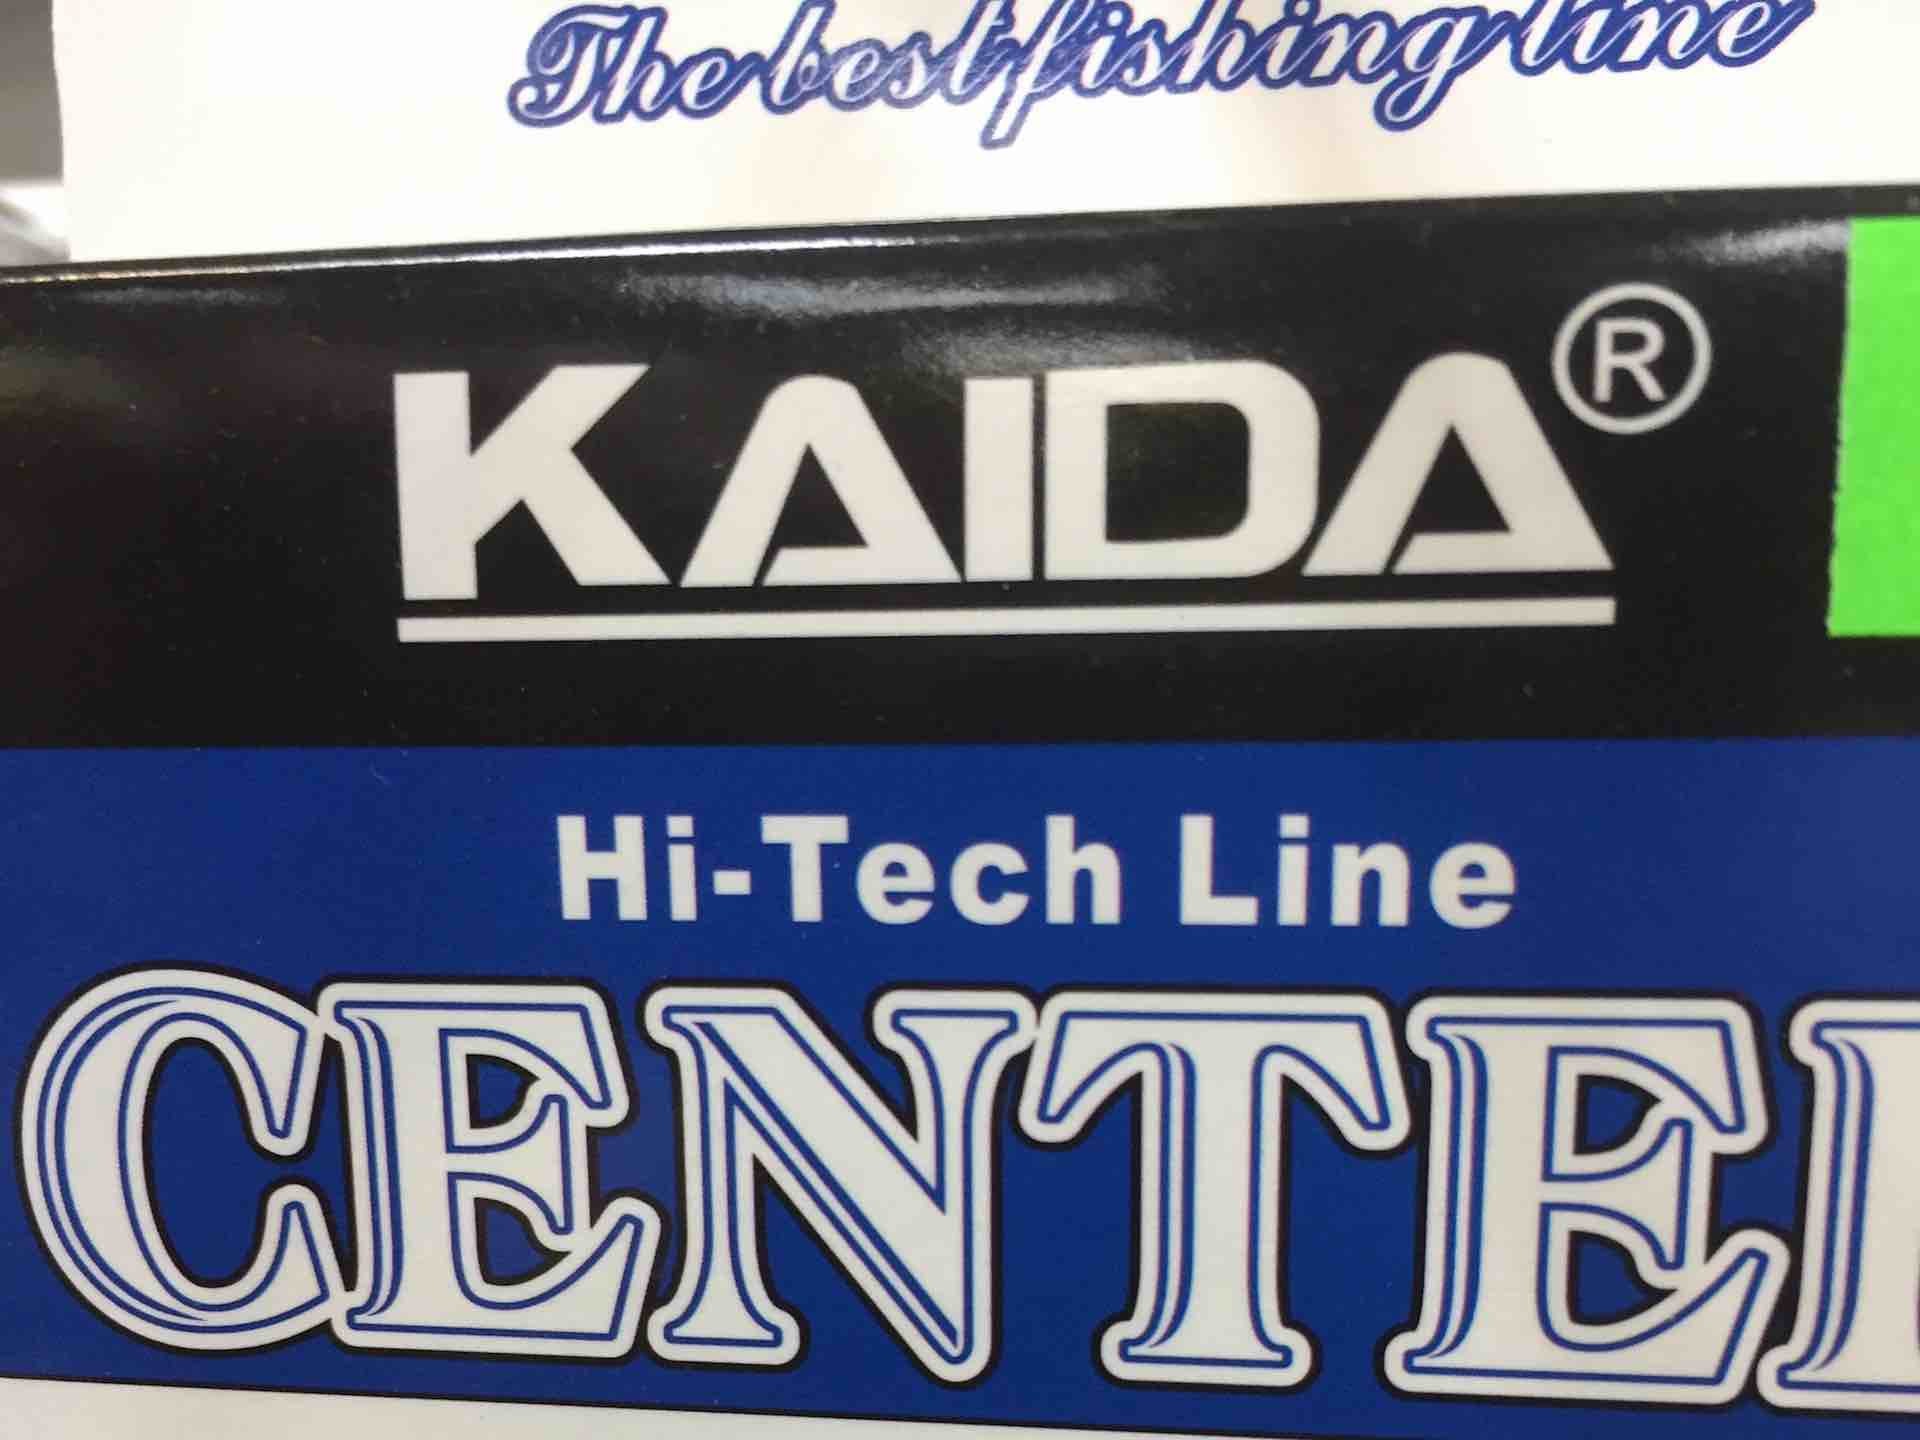 The best fishing line
KAIDA®
Hi-Tech Line
CENTE